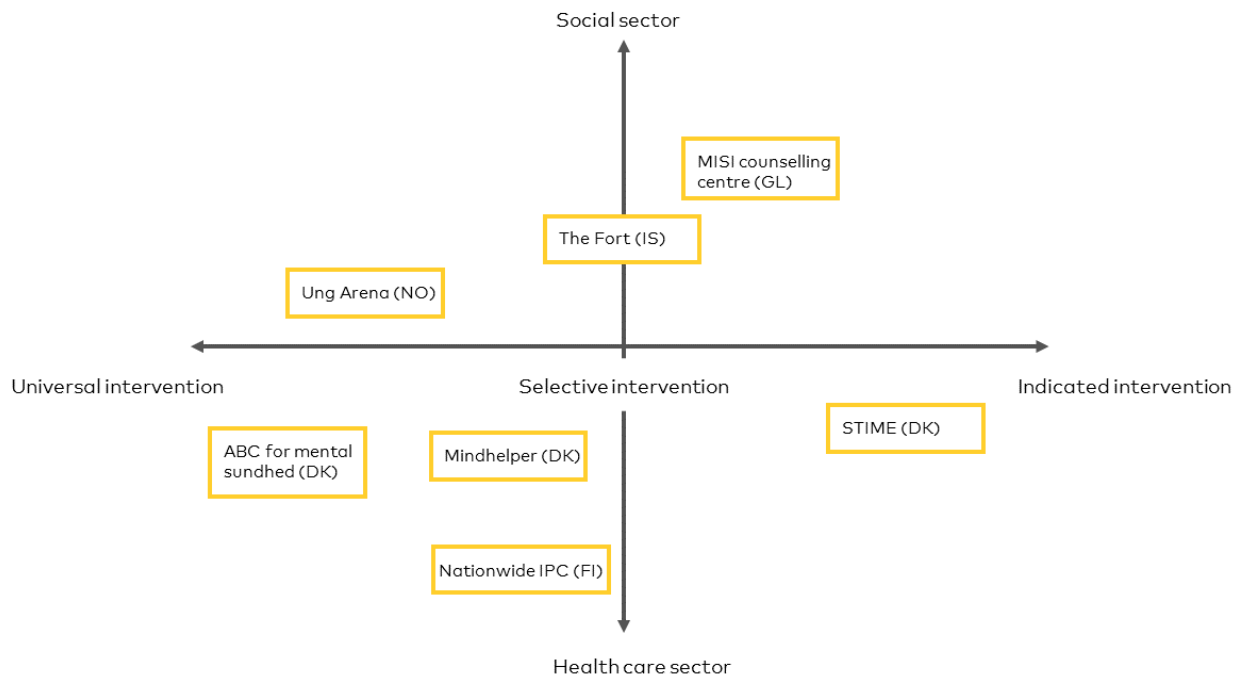 Social sector
MISI counselling
centre (GL)
The Fort (IS)
Ung Arena (NO)
Universal intervention
Selective intervention
Indicated intervention
STIME (DK)
ABC for mental
sundhed (DK)
Mindhelper (DK)
Nationwide IPC (FI)
Health care sector